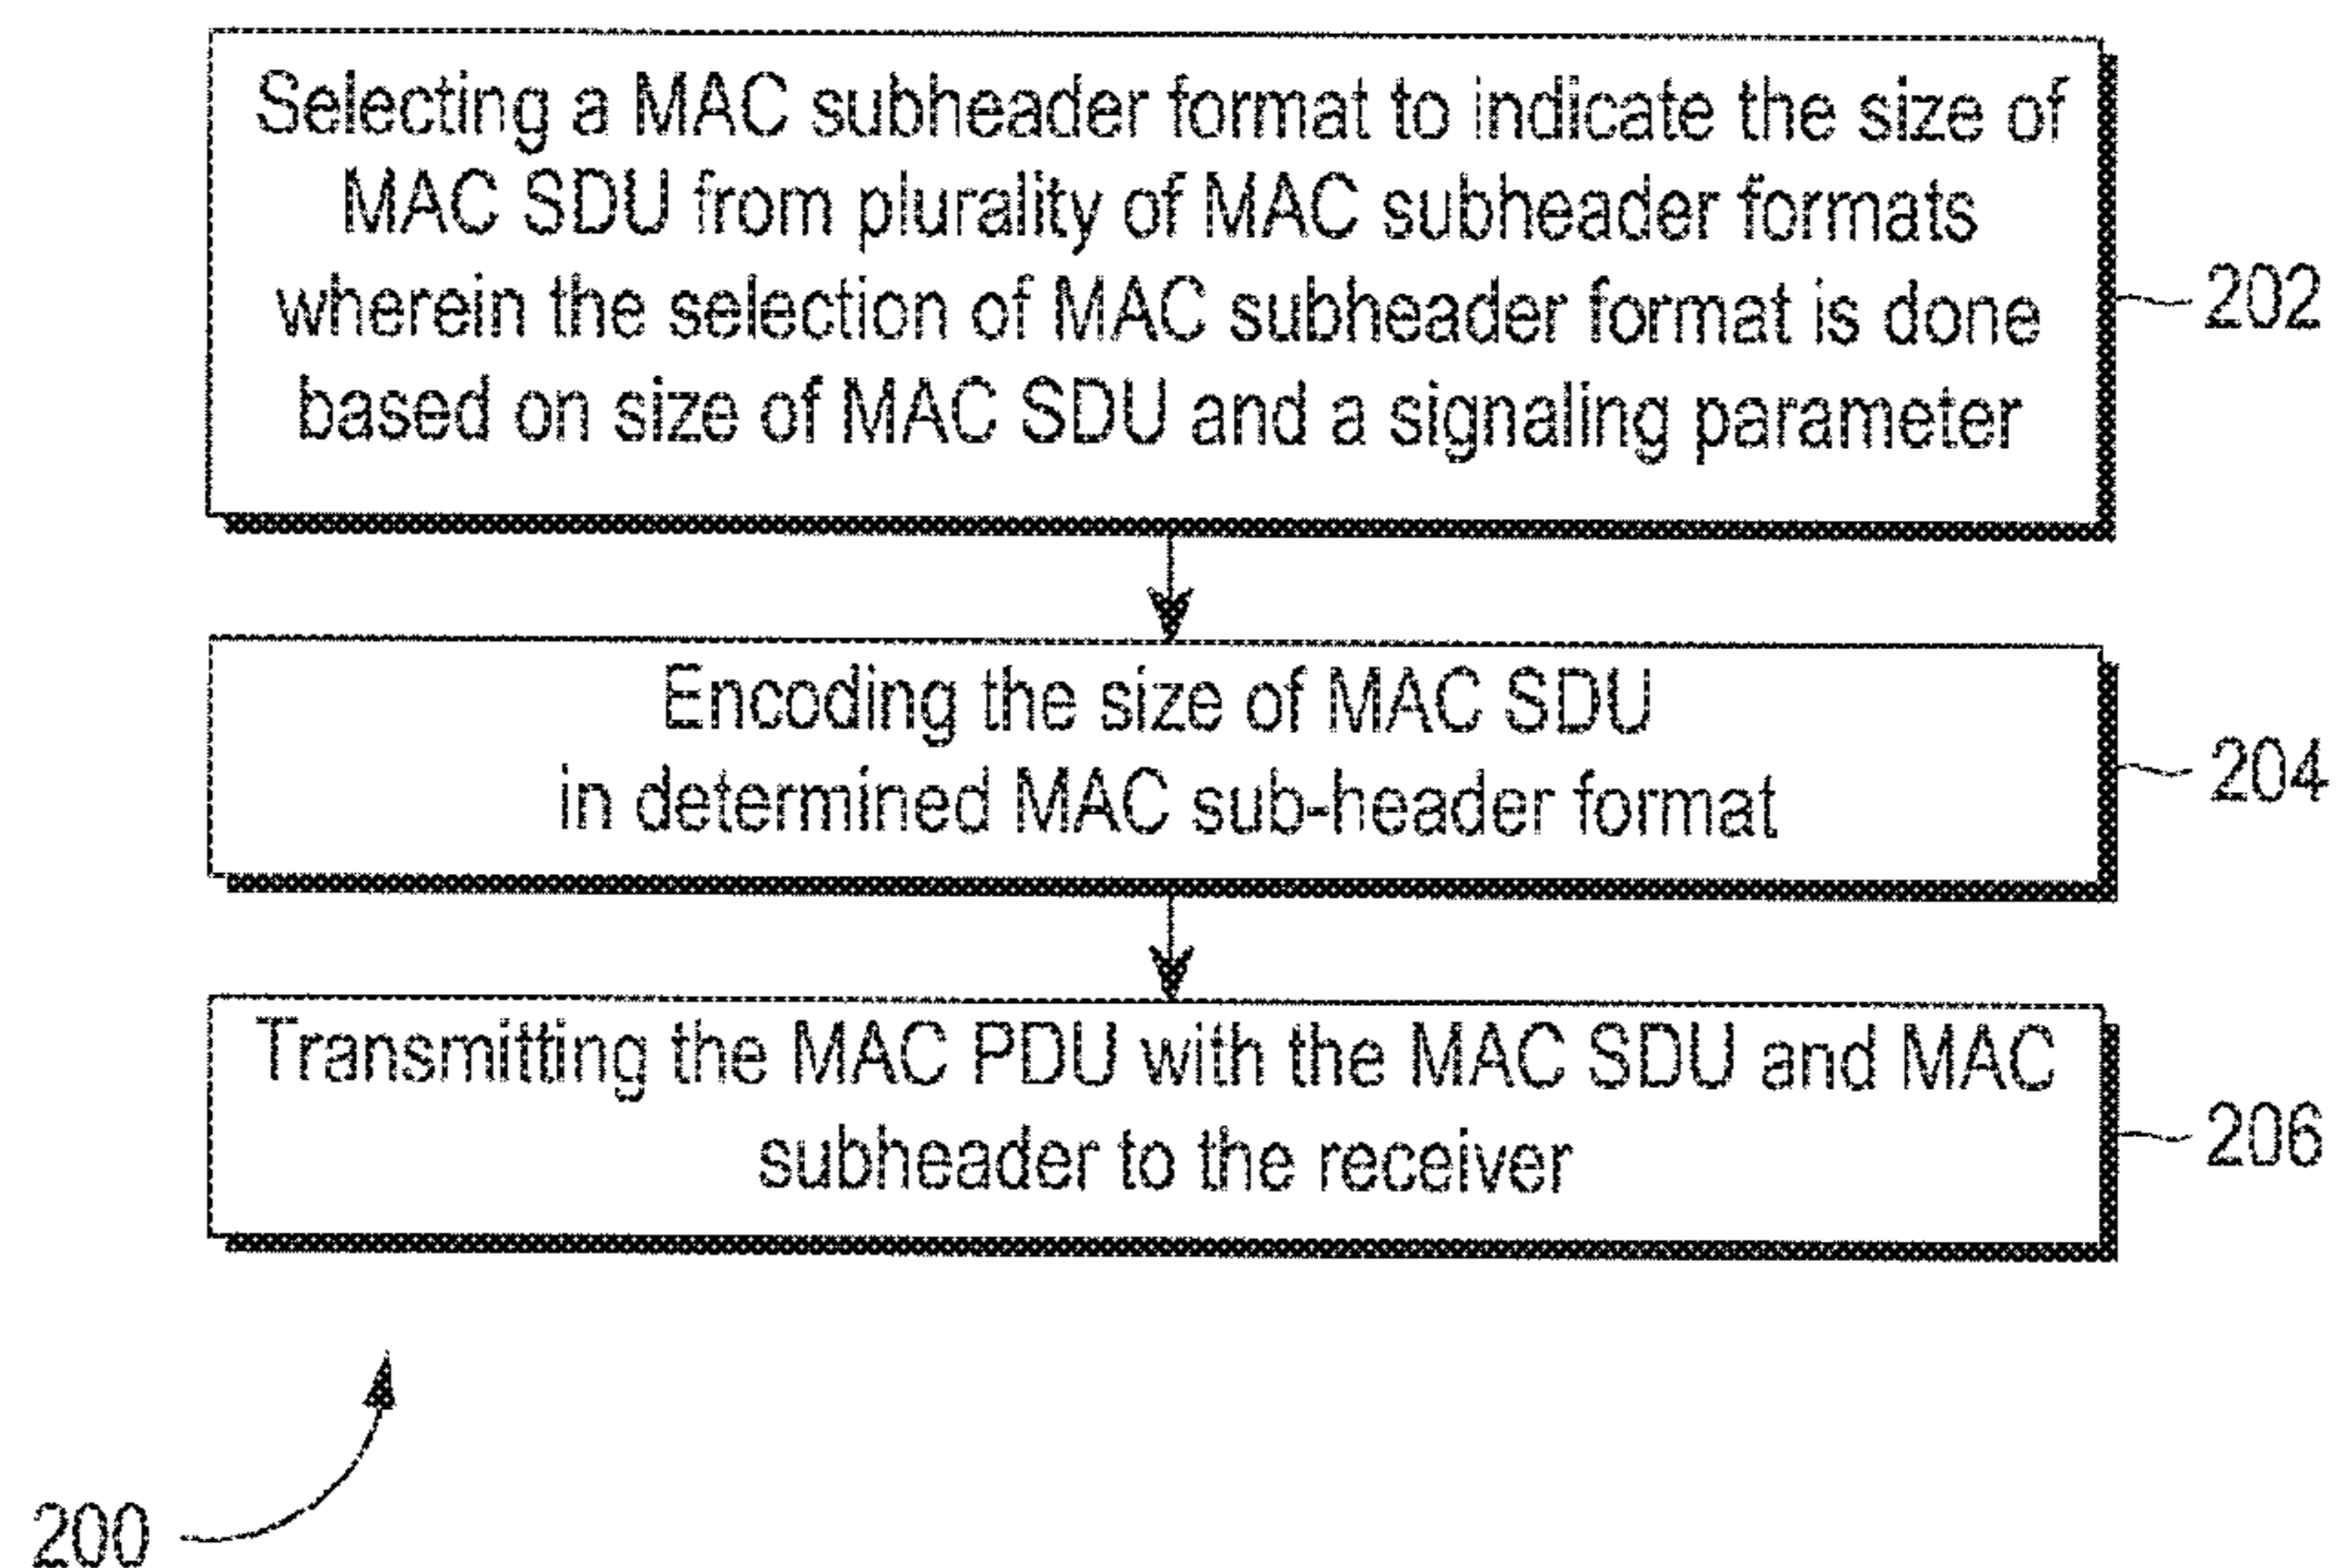 Selecting a MAC subheader format to indicate the size of
MAC SDU from plurality of MAC subheader formats
wherein the selection of MAC subheader format is done
based on size of MAC SDU and a signaling parameter
202
Encoding the size of MAC SDU
in determined MAC sub-header format
204
Transmitting the MAC PDU with the MAC SDU and MAC
subheader to the receiver
206
200